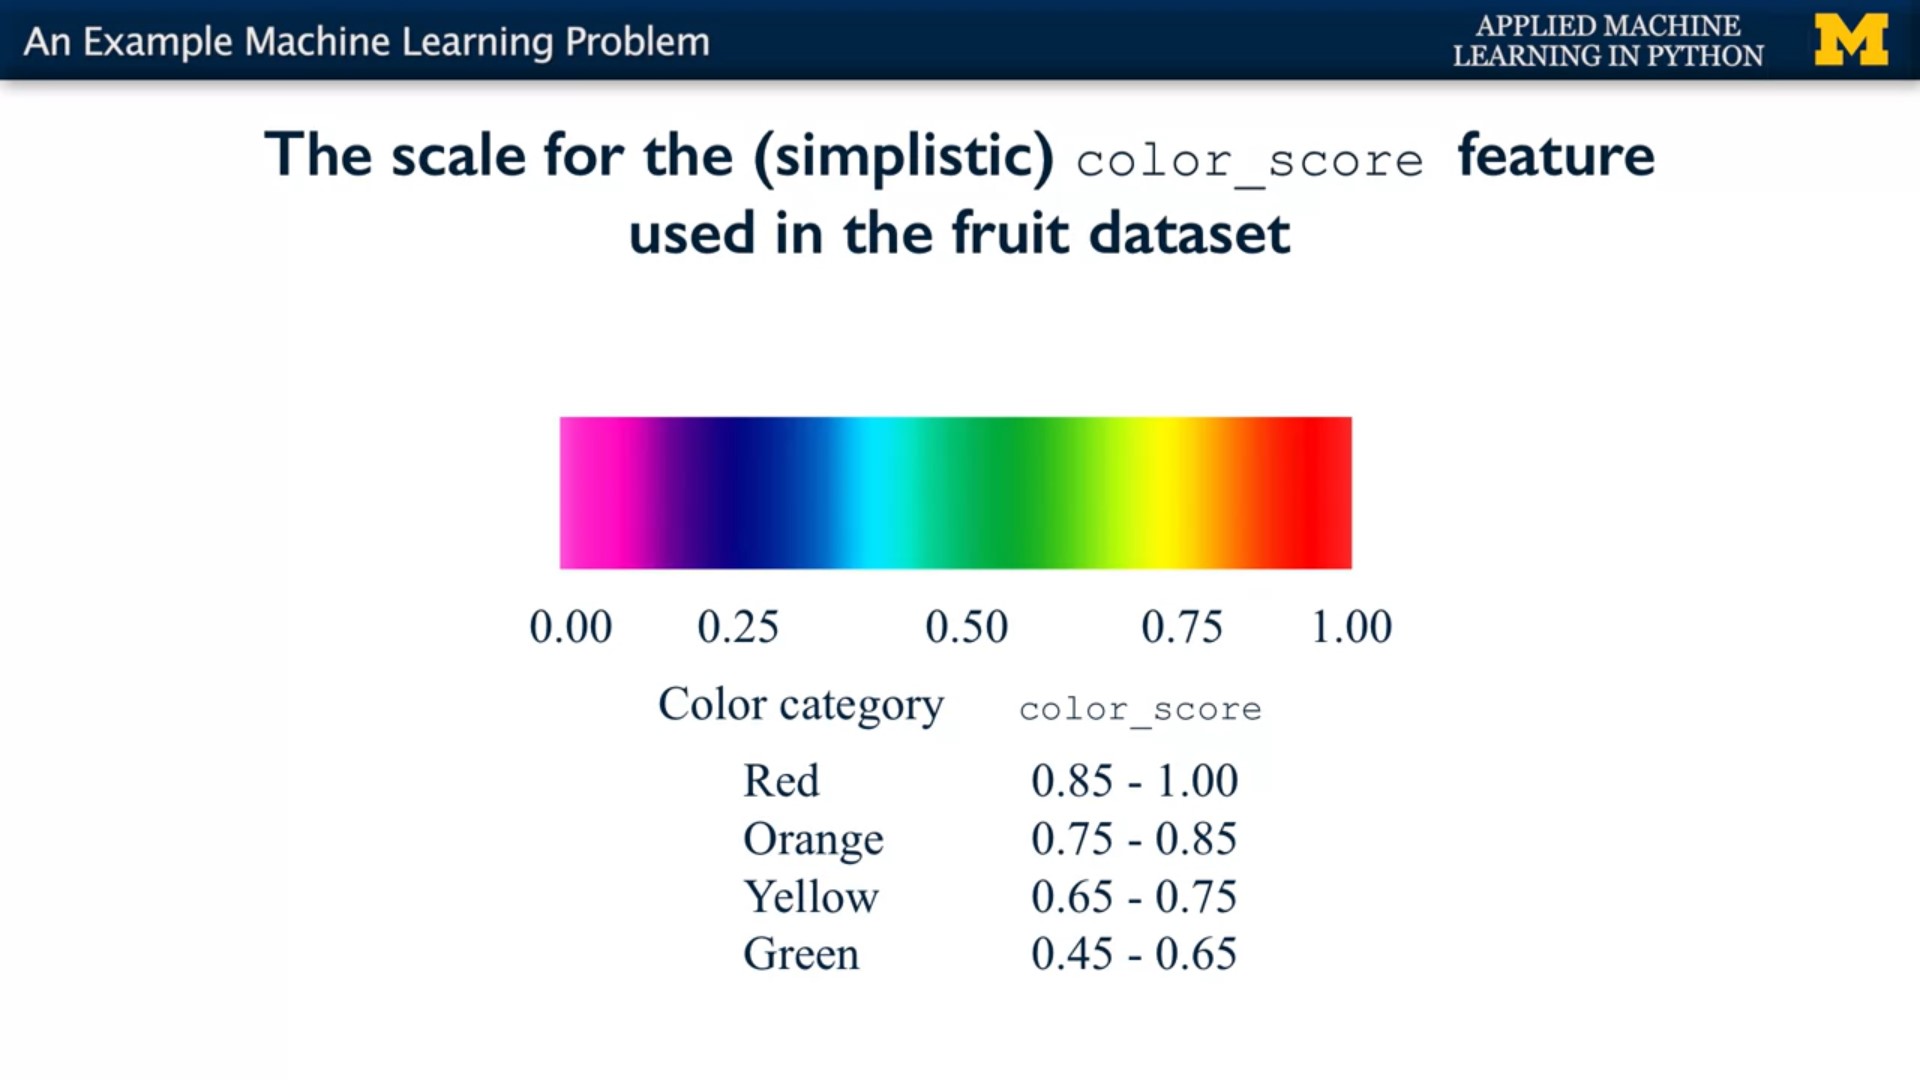 An Example Machine Learning Problem
APPLIED MACHINE
LEARNING IN PYTHON
M
The scale for the (simplistic) color_score feature
used in the fruit dataset
0.00 0.25 0.50 0.75 1.00
Color category color_score
Red 0.85 - 1.00
Orange 0.75 - 0.85
Yellow 0.65 - 0.75
Green 0.45 - 0.65